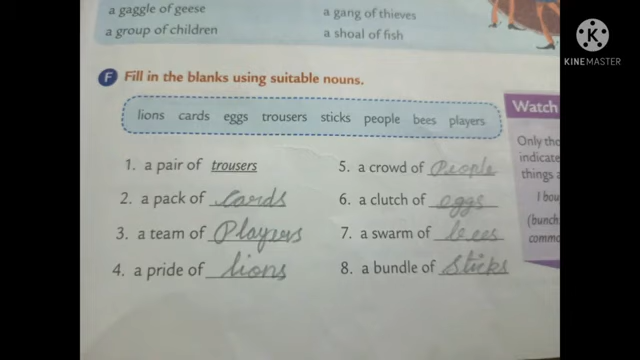 a gaggle of geese
a gang of thieves
a group of children
a shoal of fish
K
KINEMASTER
F Fill in the blanks using suitable nouns.
lions cards eggs trousers sticks people bees players
Watch
Only tho
indicate
things a
I bou
(bunch
commo
1. a pair of trousers
2. a pack of cards
3. a team of Players
4. a pride of lions
5. a crowd of People
6. a clutch of eggs
7. a swarm of bees
8. a bundle of Sticks